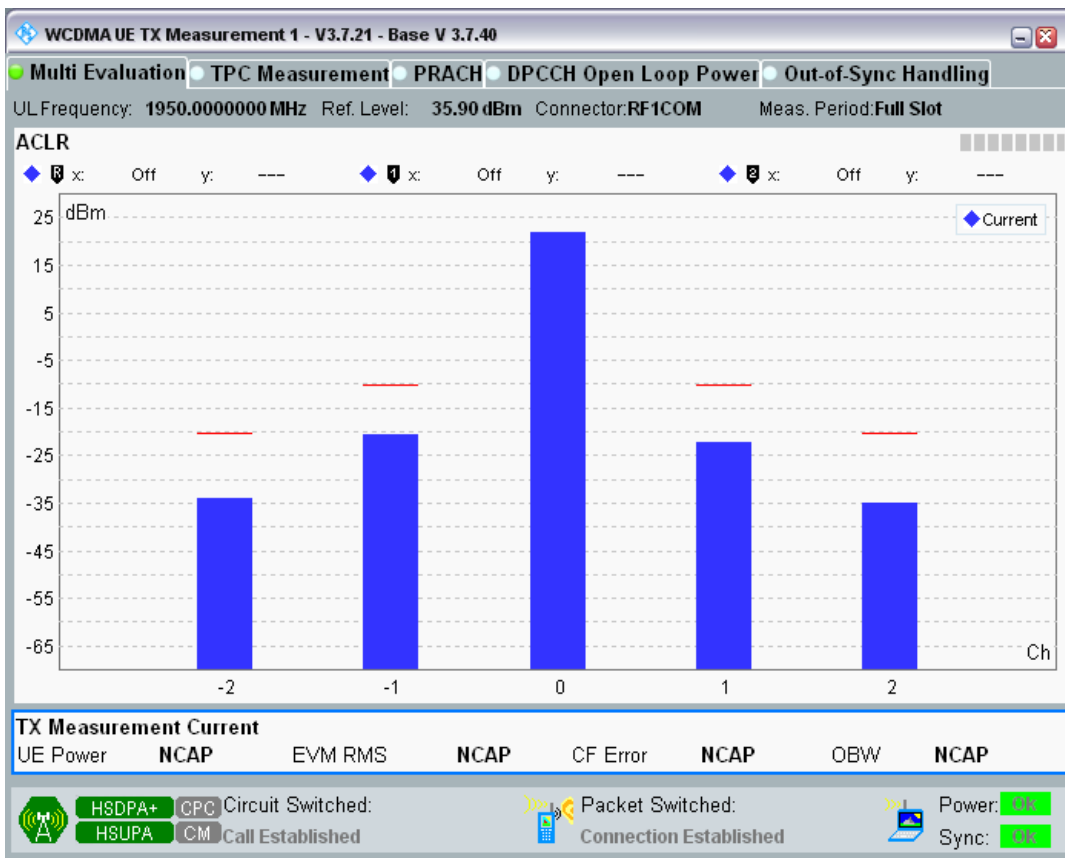 WCDMA UE TX Measurement 1 - V3.7.21 - Base V 3.7.40
Multi Evaluation TPC Measurement PRACH DPCCH Open Loop Power Out-of-Sync Handling
UL Frequency: 1950.0000000 MHz Ref. Level: 35.90 dBm Connector:RF1COM Meas. Period:Full Slot
ACLR
R x: Off y: --- 1 x: Off y: --- 2 x: Off y: ---
dBm
Current
25
15
5
-5
-15
-25
-35
-45
-55
-65
Ch
-2 -1 0 1 2
TX Measurement Current
UE Power NCAP EVM RMS NCAP CF Error NCAP OBW NCAP
HSDPA+ CPC Circuit Switched: Packet Switched: Power: Ok
HSUPA CM Call Established Connection Established Sync: Ok